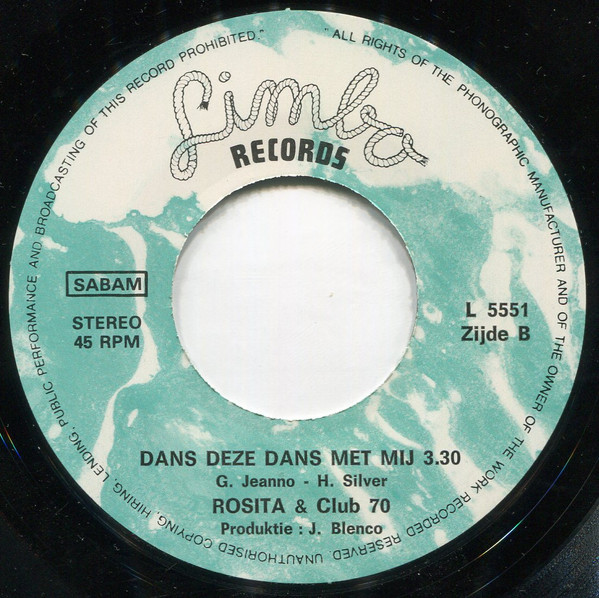 "ALL RIGHTS OF THE PHONOGRAPHIC MANUFACTURER AND OF THE OWNER OF THE WORK RECORDED RESERVED. UNAUTHORISED COPYING, HIRING, LENDING, PUBLIC PERFORMANCE AND BROADCASTING OF THIS RECORD PROHIBITED."
Limbo
RECORDS
SABAM
STEREO
45 RPM
L 5551
Zijde B
DANS DEZE DANS MET MIJ 3.30
G. Jeanno - H. Silver
ROSITA & Club 70
Produktie : J. Blenco